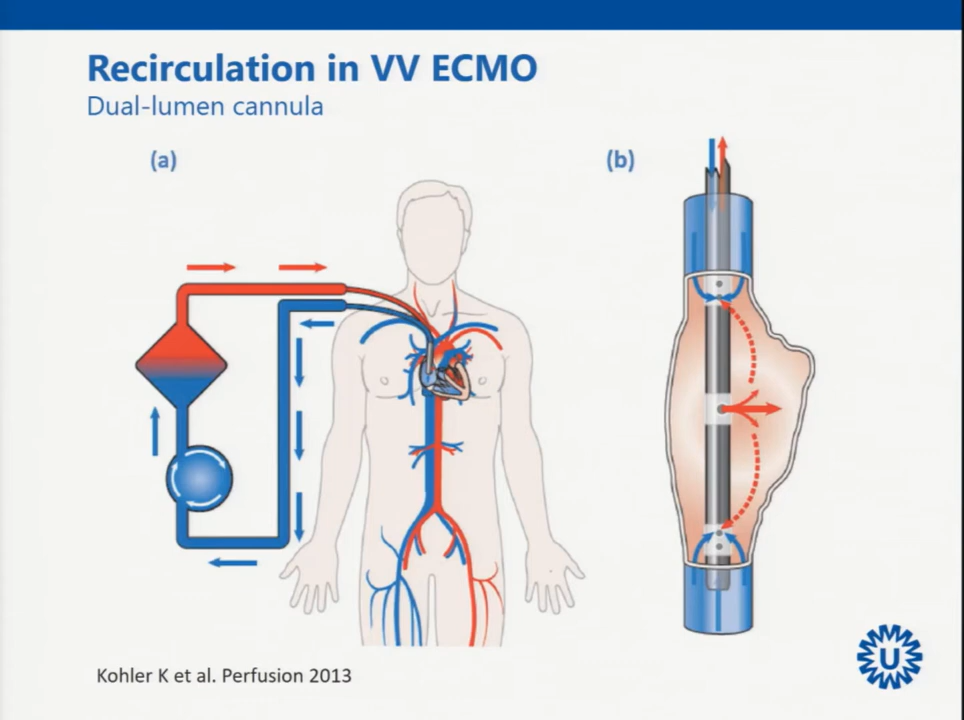 Recirculation in VV ECMO
Dual-lumen cannula
(a)
(b)
Kohler K et al. Perfusion 2013
U